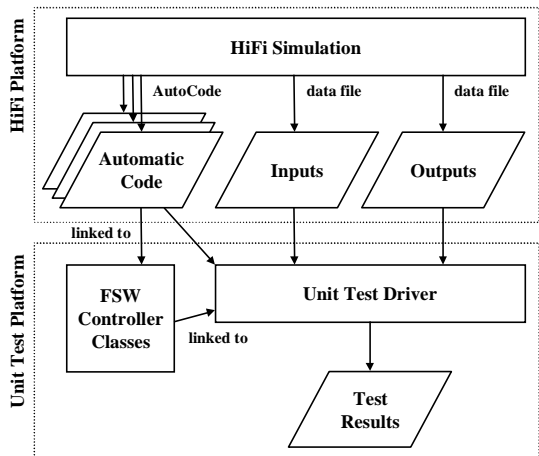 HiFi Platform
HiFi Simulation
AutoCode
data file
data file
Automatic
Code
Inputs
Outputs
linked to
Unit Test Platform
FSW
Controller
Classes
Unit Test Driver
linked to
Test
Results